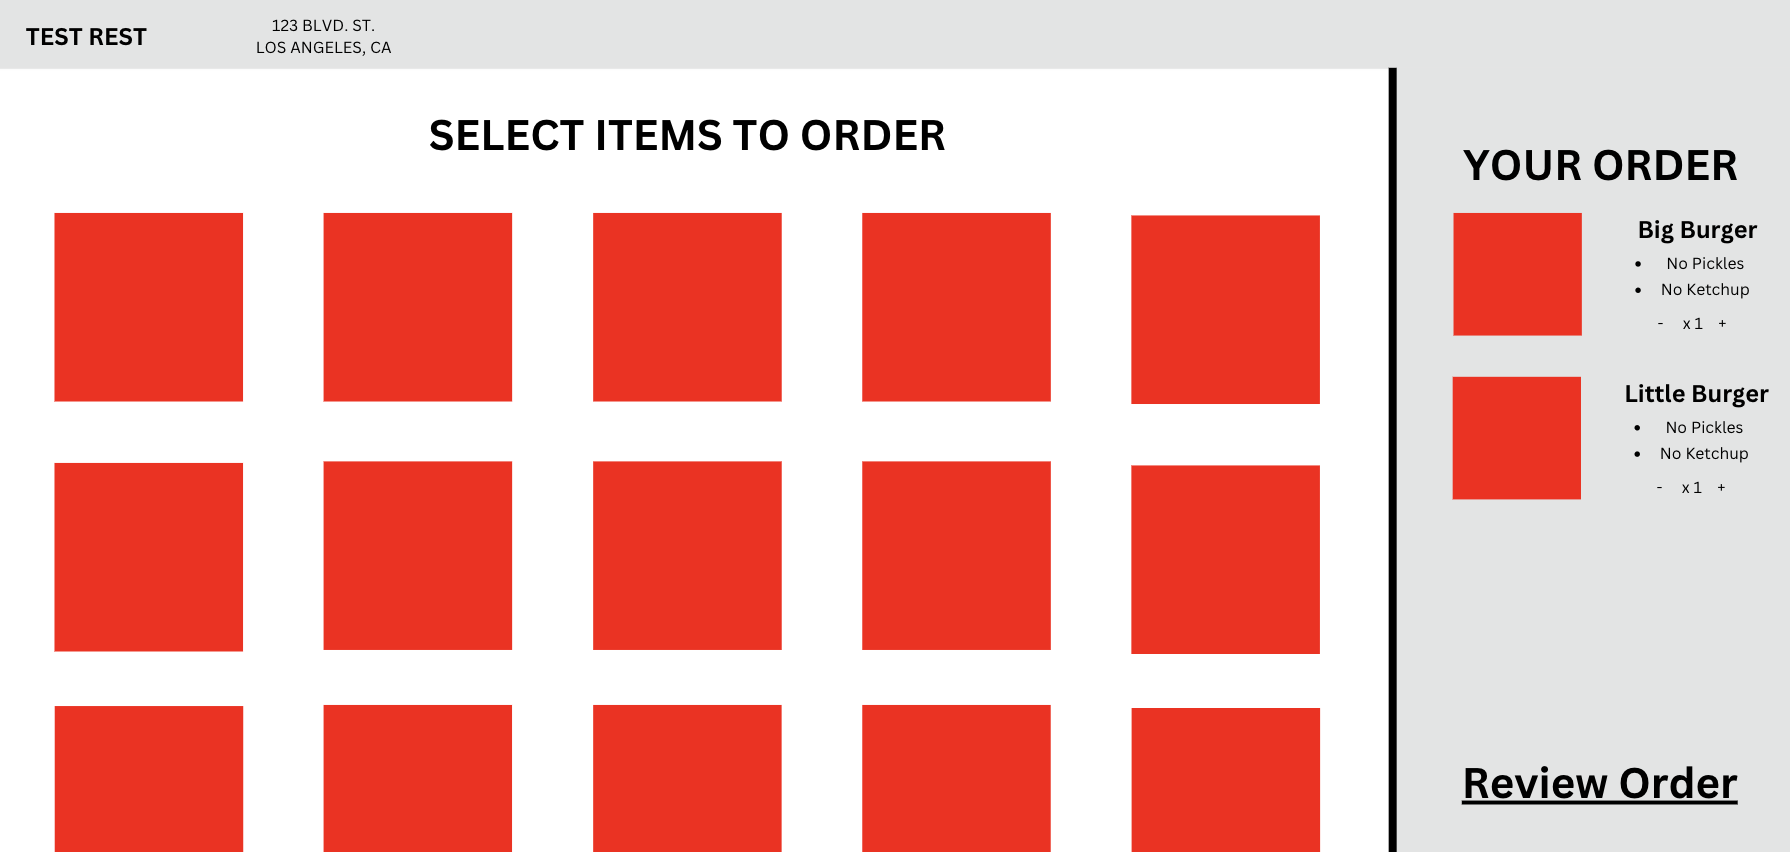 TEST REST
123 BLVD. ST.
LOS ANGELES, CA
SELECT ITEMS TO ORDER
YOUR ORDER
Big Burger
• No Pickles
• No Ketchup
- x 1 +
Little Burger
• No Pickles
• No Ketchup
- x 1 +
Review Order